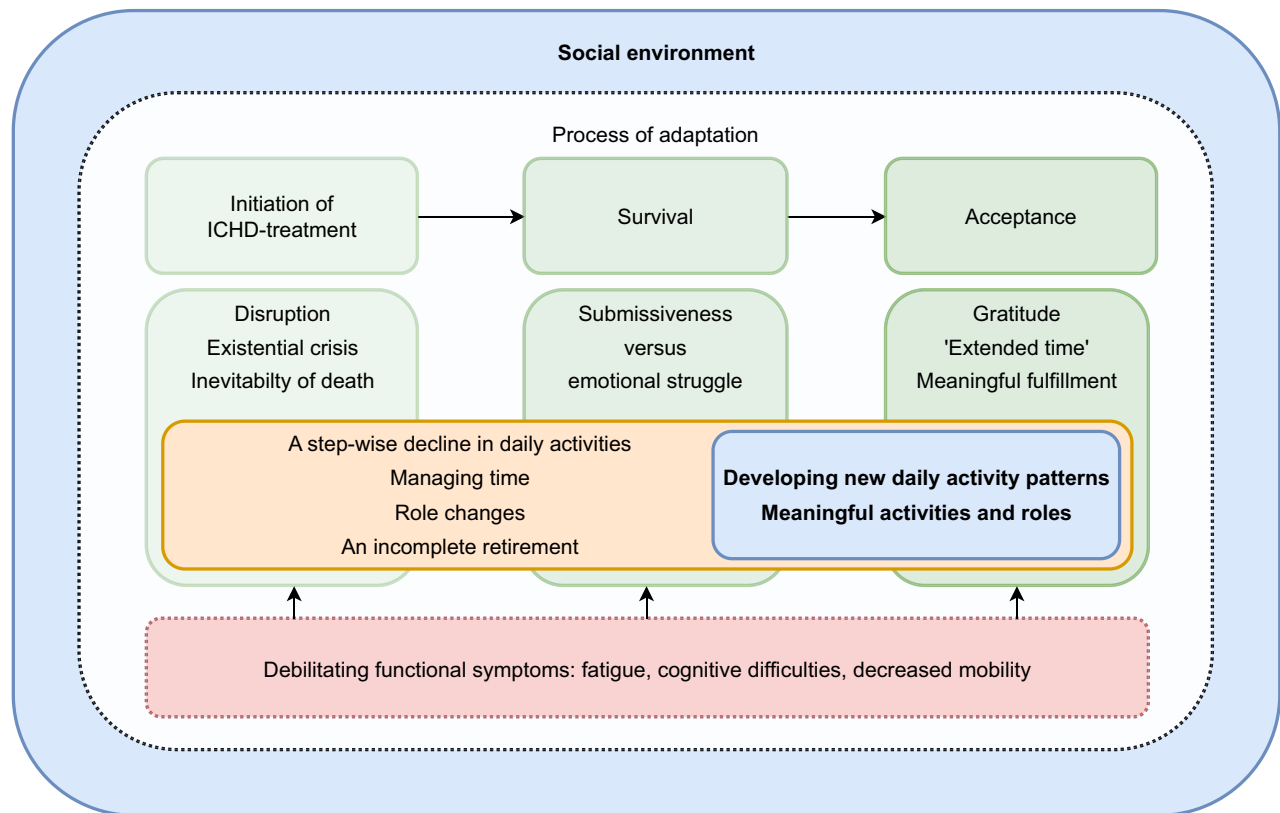 Social environment
Process of adaptation
Initiation of
ICHD-treatment
Survival
Acceptance
Disruption
Existential crisis
Inevitabilty of death
Submissiveness
versus
emotional struggle
Gratitude
'Extended time'
Meaningful fulfillment
A step-wise decline in daily activities
Managing time
Role changes
An incomplete retirement
Developing new daily activity patterns
Meaningful activities and roles
Debilitating functional symptoms: fatigue, cognitive difficulties, decreased mobility